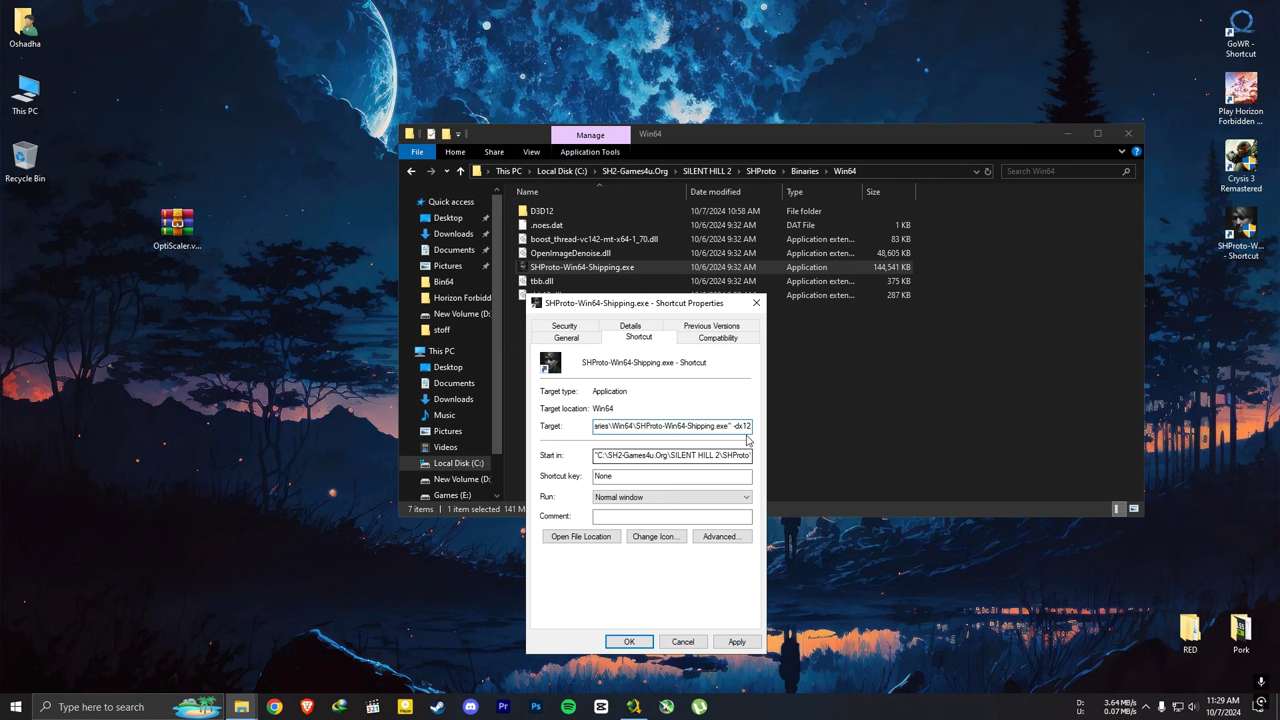 Oshadha
This PC
Recycle Bin
OptiScaler.v...
GoWR -
Shortcut
Play Horizon
Forbidden ...
Crysis 3
Remastered
SHProto-W...
- Shortcut
RED
Pork
Manage
Win64
File
Home
Share
View
Application Tools
This PC
Local Disk (C:)
SH2-Games4u.Org
SILENT HILL 2
SHProto
Binaries
Win64
Search Win64
Name
Date modified
Type
Size
Quick access
Desktop
Downloads
Documents
Pictures
Bin64
Horizon Forbidd
New Volume (D:
stoff
This PC
Desktop
Documents
Downloads
Music
Pictures
Videos
Local Disk (C:)
New Volume (D:
Games (E:)
D3D12 10/7/2024 10:58 AM File folder
.noes.dat 10/6/2024 9:32 AM DAT File 1 KB
boost_thread-vc142-mt-x64-1_70.dll 10/6/2024 9:32 AM Application exten... 83 KB
OpenImageDenoise.dll 10/6/2024 9:32 AM Application exten... 48,605 KB
SHProto-Win64-Shipping.exe 10/6/2024 9:32 AM Application 144,541 KB
tbb.dll 10/6/2024 9:32 AM Application exten... 375 KB
Application exten... 287 KB
7 items
1 item selected 141 M
SHProto-Win64-Shipping.exe - Shortcut Properties
Security
Details
Previous Versions
General
Shortcut
Compatibility
SHProto-Win64-Shipping.exe - Shortcut
Target type: Application
Target location: Win64
Target: aries\Win64\SHProto-Win64-Shipping.exe" -dx12
Start in: "C:\SH2-Games4u.Org\SILENT HILL 2\SHProto\
Shortcut key: None
Run: Normal window
Comment:
Open File Location
Change Icon...
Advanced...
OK
Cancel
Apply
Type here to search
D: 3.64 MB/s
U: 0.07 MB/s
11:29 AM
10/7/2024